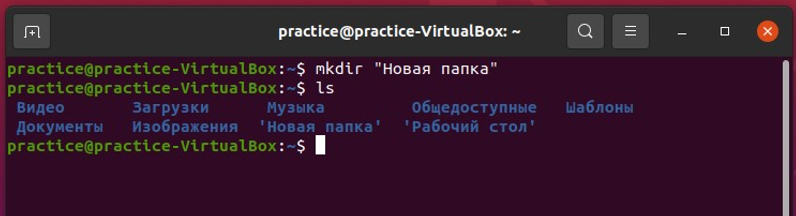 practice@practice-VirtualBox: ~
practice@practice-VirtualBox:~$ mkdir "Новая папка"
practice@practice-VirtualBox:~$ ls
Видео Загрузки Музыка Общедоступные Шаблоны
Документы Изображения 'Новая папка' 'Рабочий стол'
practice@practice-VirtualBox:~$